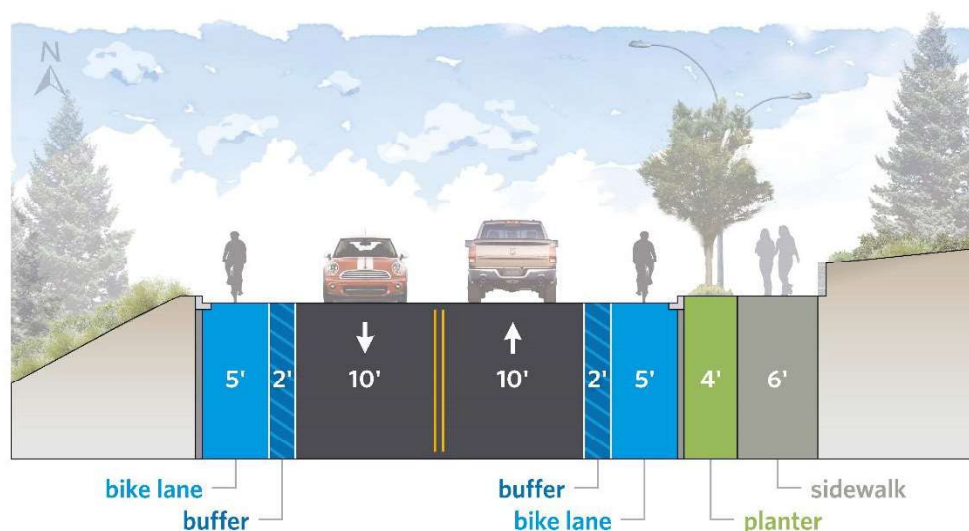 N
5' 2' 10' 10' 2' 5' 4' 6'
bike lane buffer sidewalk
buffer bike lane planter